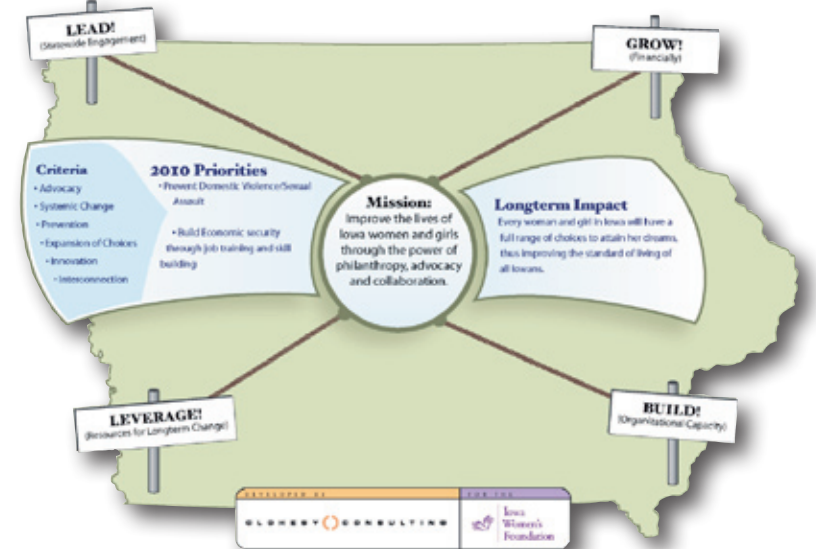 LEAD!
(Statewide Engagement)
GROW!
(Financially)
Criteria
• Advocacy
• Systemic Change
• Prevention
• Expansion of Choices
• Innovation
• Interconnection
2010 Priorities
• Prevent Domestic Violence/Sexual
Assault
• Build Economic security
through job training and skill
building
Mission:
Improve the lives of
Iowa women and girls
through the power of
philanthropy, advocacy
and collaboration.
Longterm Impact
Every woman and girl in Iowa will have a
full range of choices to attain her dreams,
thus improving the standard of living of
all Iowans.
LEVERAGE!
(Resources for Longterm Change)
BUILD!
(Organizational Capacity)
DEVELOPED BY
CONSULTING
FOR THE
Iowa
Women's
Foundation